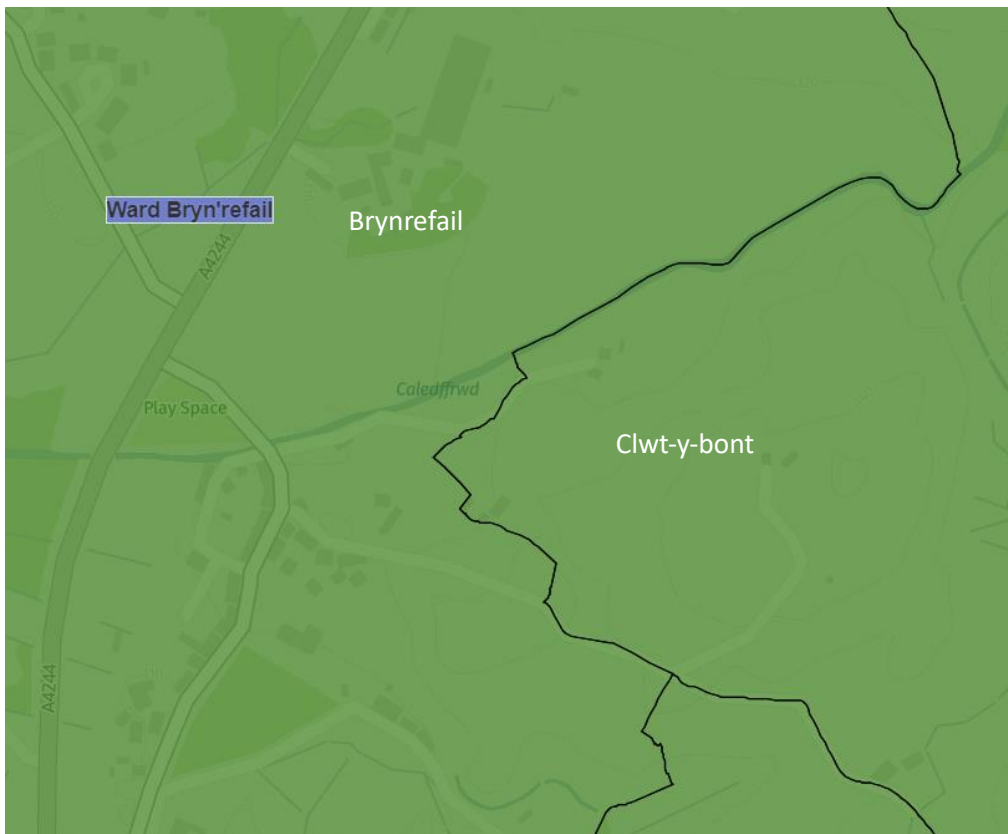 Ward Bryn'refail
Brynrefail
A4244
Caledffrwd
Play Space
Clwt-y-bont
A4244